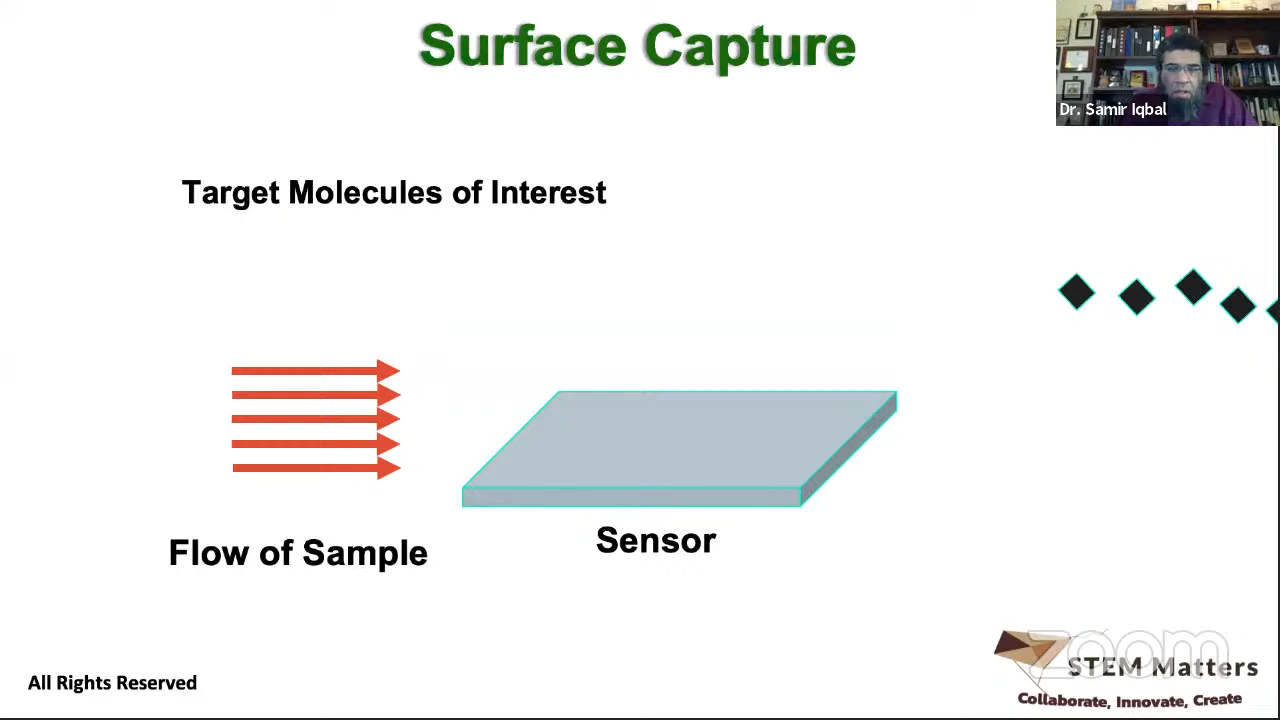 Surface Capture
Dr. Samir Iqbal
Target Molecules of Interest
Flow of Sample
Sensor
zoom
STEM Matters
Collaborate, Innovate, Create
All Rights Reserved